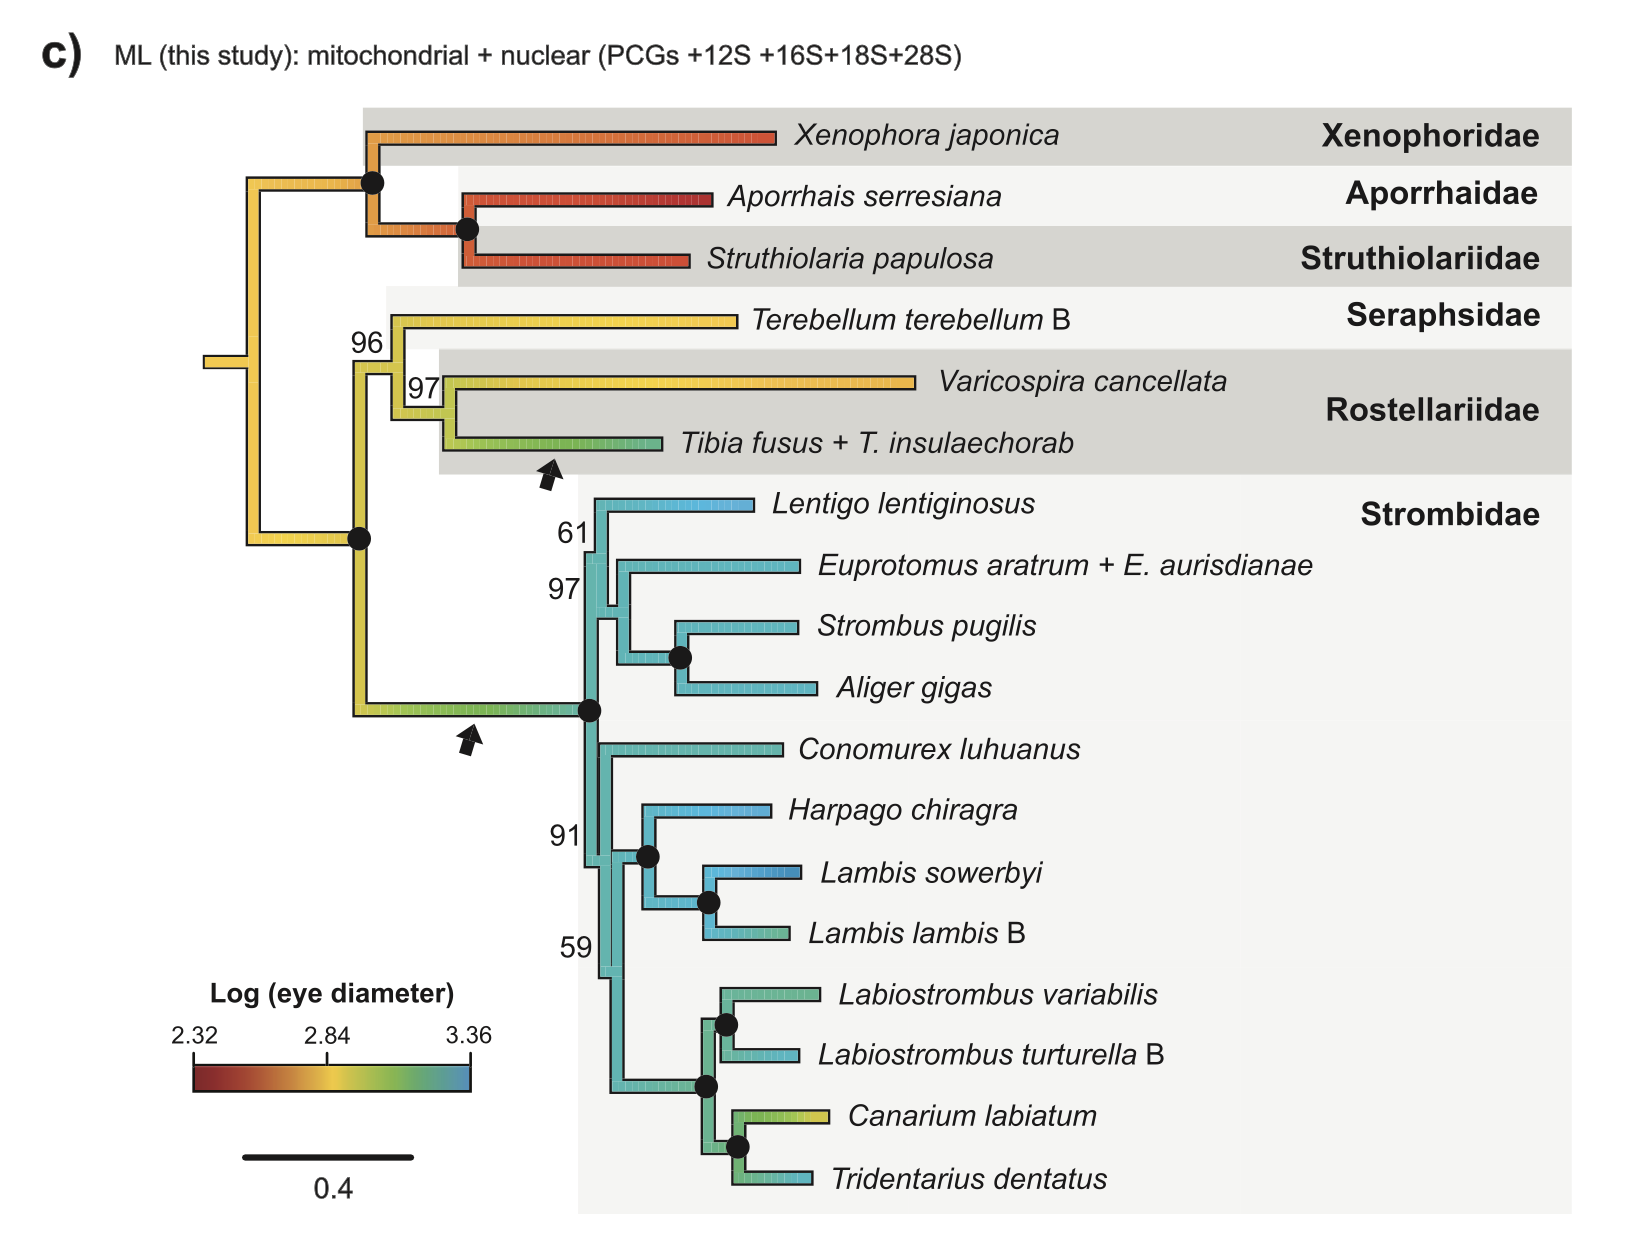 c) ML (this study): mitochondrial + nuclear (PCGs +12S +16S+18S+28S)
Xenophora japonica Xenophoridae
Aporrhais serresiana Aporrhaidae
Struthiolaria papulosa Struthiolariidae
Terebellum terebellum B Seraphsidae
96
Varicospira cancellata
97
Rostellariidae
Tibia fusus + T. insulaechorab
Lentigo lentiginosus Strombidae
61
Euprotomus aratrum + E. aurisdianae
97
Strombus pugilis
Aliger gigas
Conomurex luhuanus
Harpago chiragra
91
Lambis sowerbyi
Lambis lambis B
59
Labiostrombus variabilis
Labiostrombus turturella B
Canarium labiatum
Tridentarius dentatus
Log (eye diameter)
2.32 2.84 3.36
0.4